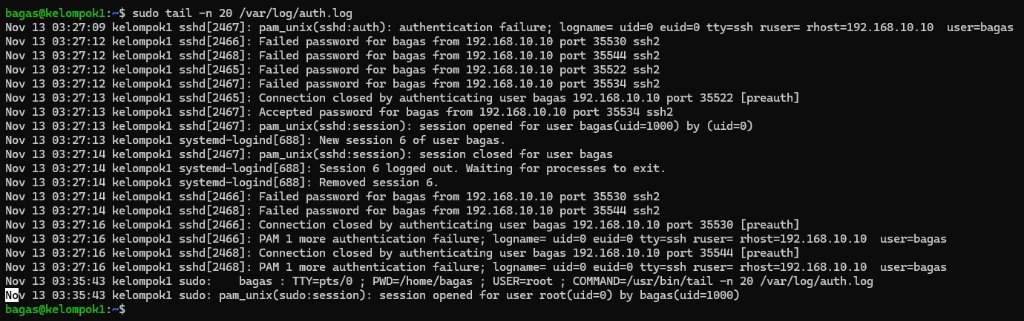 bagas@kelompok1:~$ sudo tail -n 20 /var/log/auth.log
Nov 13 03:27:09 kelompok1 sshd[2467]: pam_unix(sshd:auth): authentication failure; logname= uid=0 euid=0 tty=ssh ruser= rhost=192.168.10.10  user=bagas
Nov 13 03:27:12 kelompok1 sshd[2466]: Failed password for bagas from 192.168.10.10 port 35530 ssh2
Nov 13 03:27:12 kelompok1 sshd[2468]: Failed password for bagas from 192.168.10.10 port 35544 ssh2
Nov 13 03:27:12 kelompok1 sshd[2465]: Failed password for bagas from 192.168.10.10 port 35522 ssh2
Nov 13 03:27:12 kelompok1 sshd[2467]: Failed password for bagas from 192.168.10.10 port 35534 ssh2
Nov 13 03:27:13 kelompok1 sshd[2465]: Connection closed by authenticating user bagas 192.168.10.10 port 35522 [preauth]
Nov 13 03:27:13 kelompok1 sshd[2467]: Accepted password for bagas from 192.168.10.10 port 35534 ssh2
Nov 13 03:27:13 kelompok1 sshd[2467]: pam_unix(sshd:session): session opened for user bagas(uid=1000) by (uid=0)
Nov 13 03:27:13 kelompok1 systemd-logind[688]: New session 6 of user bagas.
Nov 13 03:27:14 kelompok1 sshd[2467]: pam_unix(sshd:session): session closed for user bagas
Nov 13 03:27:14 kelompok1 systemd-logind[688]: Session 6 logged out. Waiting for processes to exit.
Nov 13 03:27:14 kelompok1 systemd-logind[688]: Removed session 6.
Nov 13 03:27:14 kelompok1 sshd[2466]: Failed password for bagas from 192.168.10.10 port 35530 ssh2
Nov 13 03:27:14 kelompok1 sshd[2468]: Failed password for bagas from 192.168.10.10 port 35544 ssh2
Nov 13 03:27:16 kelompok1 sshd[2466]: Connection closed by authenticating user bagas 192.168.10.10 port 35530 [preauth]
Nov 13 03:27:16 kelompok1 sshd[2466]: PAM 1 more authentication failure; logname= uid=0 euid=0 tty=ssh ruser= rhost=192.168.10.10  user=bagas
Nov 13 03:27:16 kelompok1 sshd[2468]: Connection closed by authenticating user bagas 192.168.10.10 port 35544 [preauth]
Nov 13 03:27:16 kelompok1 sshd[2468]: PAM 1 more authentication failure; logname= uid=0 euid=0 tty=ssh ruser= rhost=192.168.10.10  user=bagas
Nov 13 03:35:43 kelompok1 sudo:    bagas : TTY=pts/0 ; PWD=/home/bagas ; USER=root ; COMMAND=/usr/bin/tail -n 20 /var/log/auth.log
Nov 13 03:35:43 kelompok1 sudo: pam_unix(sudo:session): session opened for user root(uid=0) by bagas(uid=1000)
bagas@kelompok1:~$